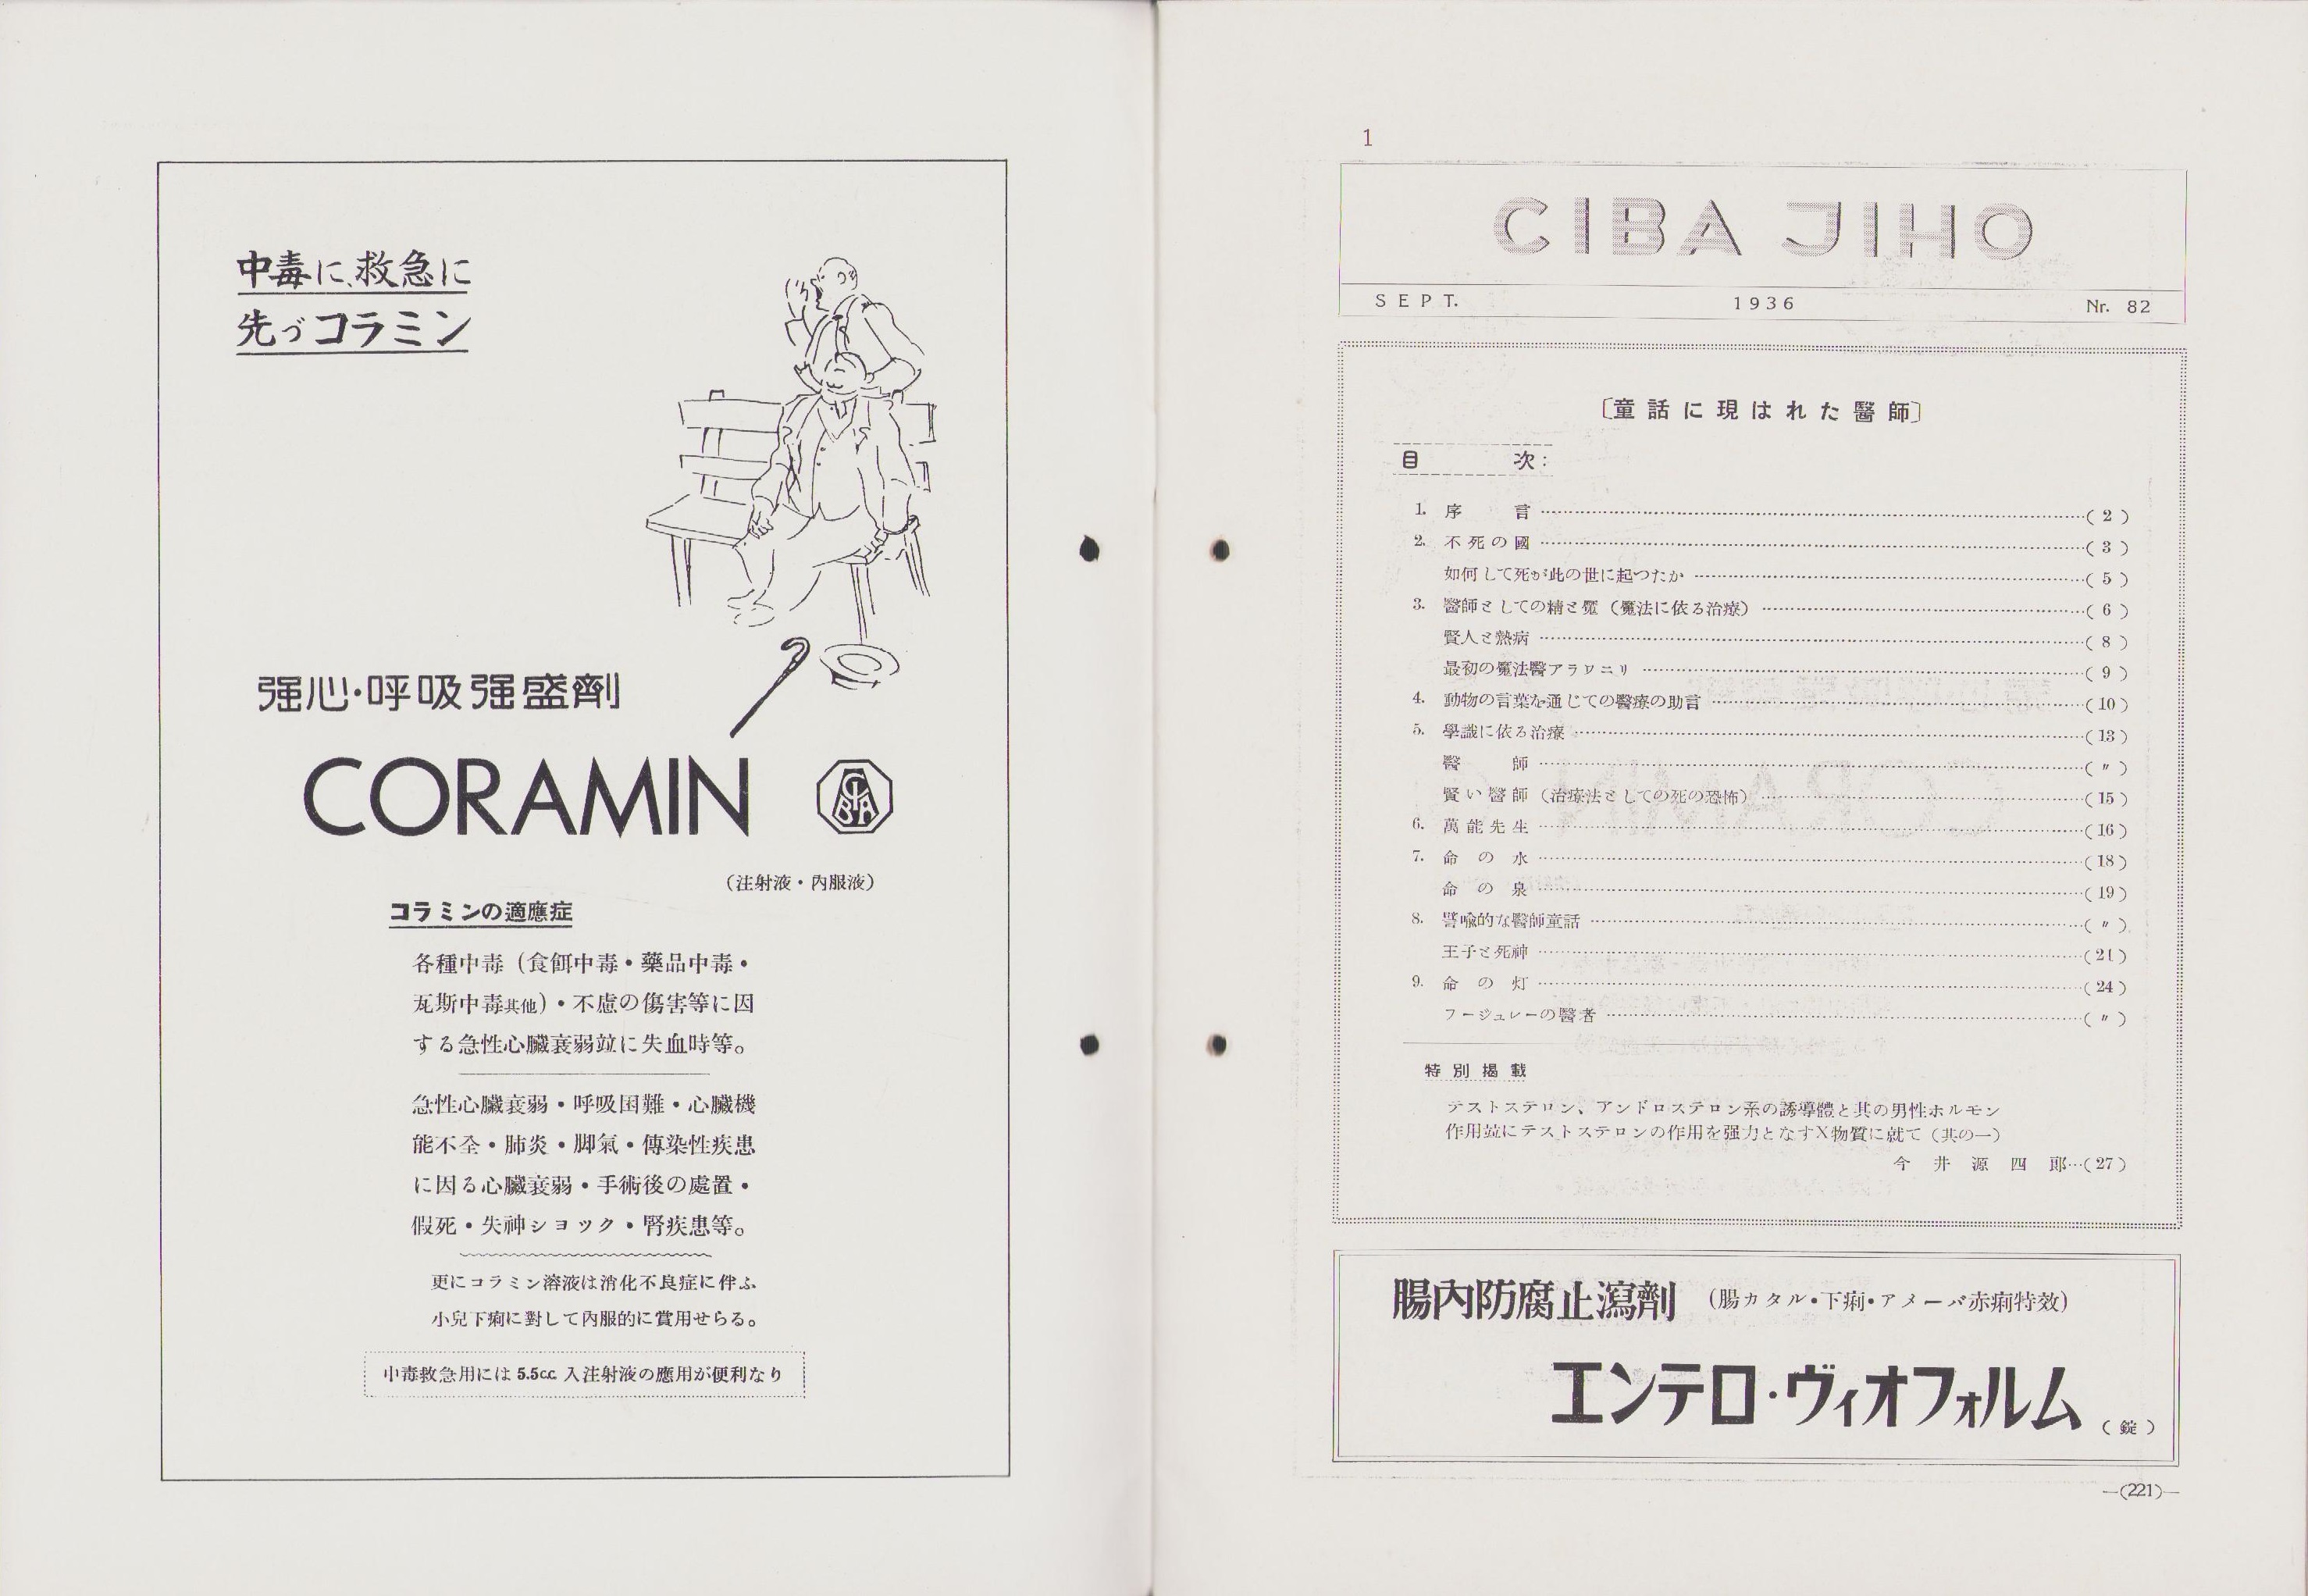 中毒に、救急に
先づコラミン
强心·呼吸强盛劑
CORAMIN
CIBA
（注射液・內服液）
コラミンの適應症
各種中毒（食餌中毒・藥品中毒・
瓦斯中毒其他）・不慮の傷害等に因
する急性心臟衰弱竝に失血時等。
急性心臟衰弱・呼吸困難・心臟機
能不全・肺炎・脚氣・傳染性疾患
に因る心臟衰弱・手術後の處置・
假死・失神ショック・腎疾患等。
更にコラミン溶液は消化不良症に伴ふ
小兒下痢に對して內服的に賞用せらる。
中毒救急用には 5.5c.c. 入注射液の應用が便利なり
1
CIBA JIHO
SEPT. 1936 Nr. 82
〔童話に現はれた醫師〕
目次：
1. 序言 (2)
2. 不死の國 (3)
如何して死が此の世に起つたか (5)
3. 醫師としての精と魔（魔法に依る治療） (6)
賢人と熱病 (8)
最初の魔法醫アラワニリ (9)
4. 動物の言葉を通じての醫療の助言 (10)
5. 學識に依る治療 (13)
醫師 (〃)
賢い醫師（治療法としての死の恐怖） (15)
6. 萬能先生 (16)
7. 命の水 (18)
命の泉 (19)
8. 譬喩的な醫師童話 (〃)
王子と死神 (21)
9. 命の灯 (24)
フージュレーの醫者 (〃)
特別揭載
テストステロン、アンドロステロン系の誘導體と其の男性ホルモン
作用竝にテストステロンの作用を强力となすX物質に就て（其の一）
今井源四郞…(27)
腸內防腐止瀉劑 （腸カタル・下痢・アメーバ赤痢特效）
エンテロ・ヴィオフォルム（錠）
—(221)—